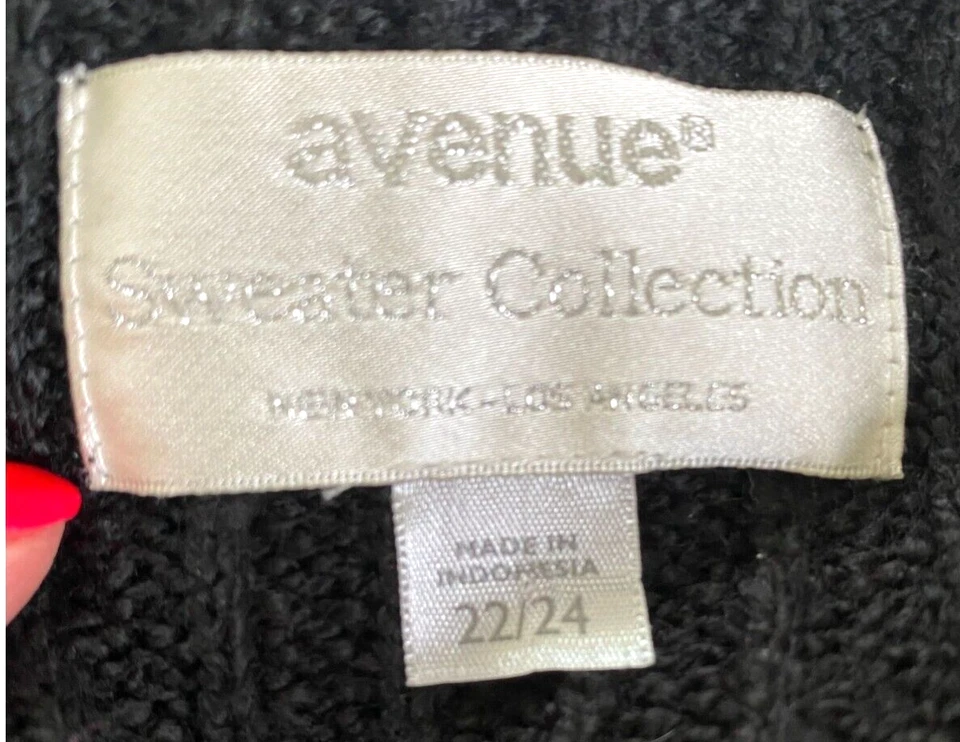 avenue®
Sweater Collection
NEW YORK - LOS ANGELES
MADE IN
INDONESIA
22/24